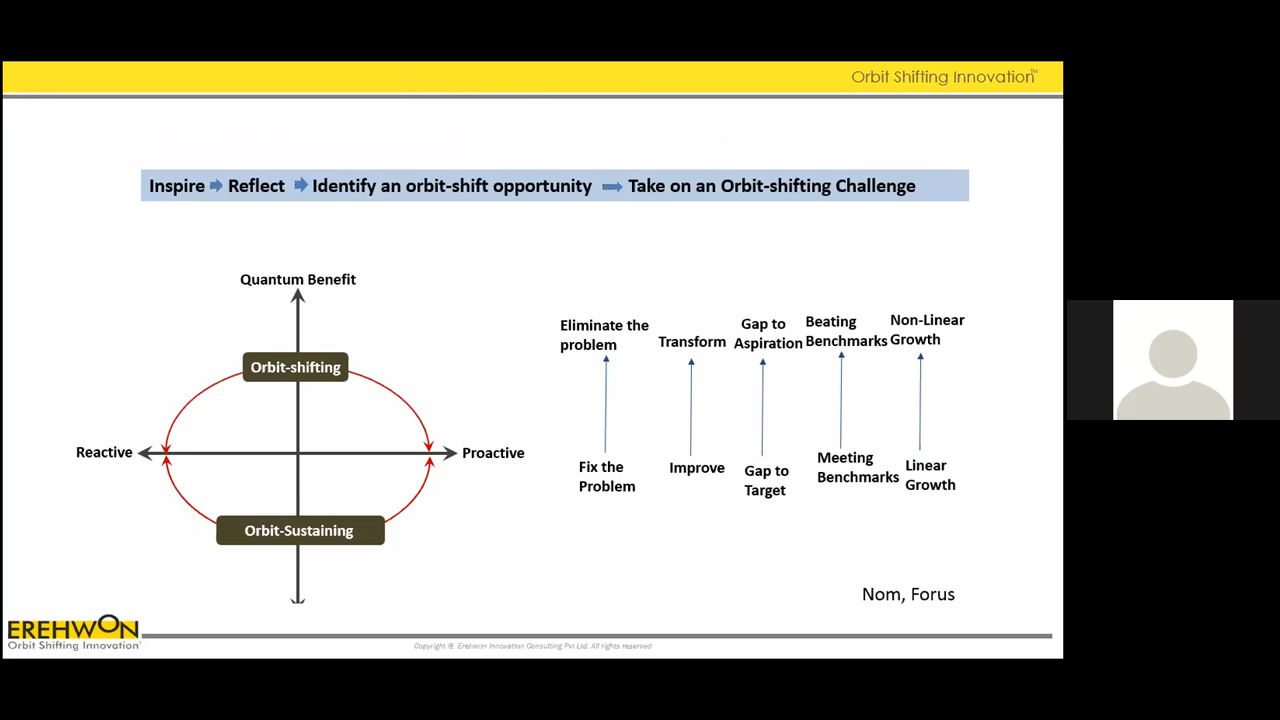 Orbit Shifting Innovation™
Inspire Reflect Identify an orbit-shift opportunity Take on an Orbit-shifting Challenge
Quantum Benefit
Orbit-shifting
Reactive
Proactive
Orbit-Sustaining
Eliminate the
problem
Transform
Gap to
Aspiration
Beating
Benchmarks
Non-Linear
Growth
Fix the
Problem
Improve
Gap to
Target
Meeting
Benchmarks
Linear
Growth
Nom, Forus
EREHWON
Orbit Shifting Innovation™
Copyright @ Erehwon Innovation Consulting Pvt Ltd. All rights reserved